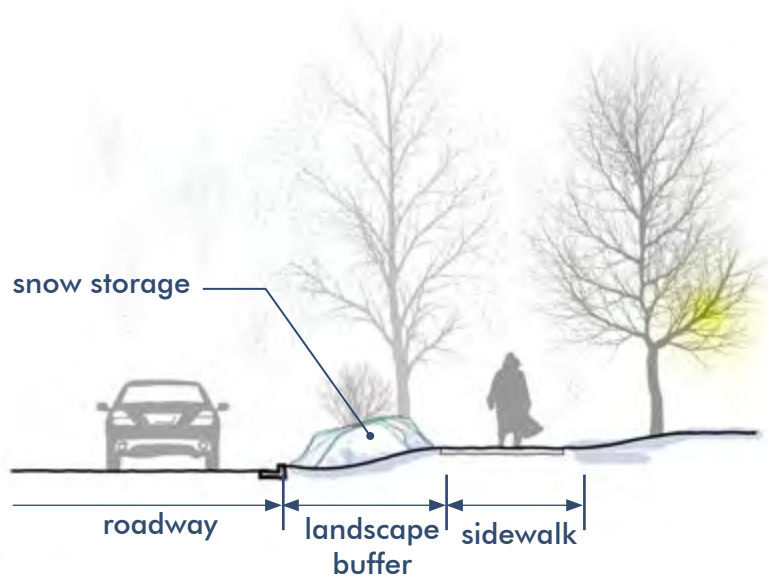 snow storage
roadway
landscape
buffer
sidewalk